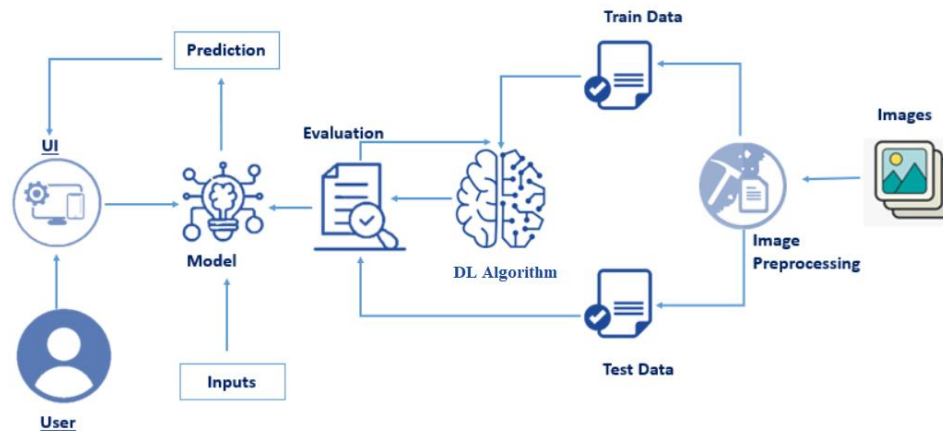 Train Data
Prediction
Images
Evaluation
UI
Model
Image
Preprocessing
DL Algorithm
Inputs
Test Data
User